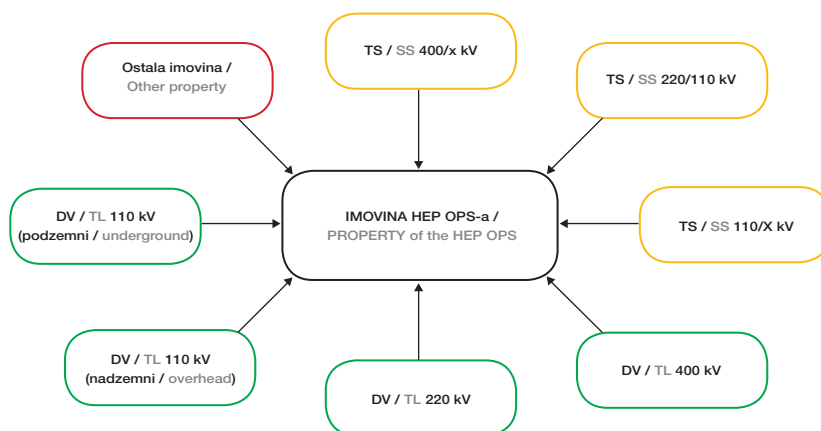 TS / SS 400/x kV
Ostala imovina /
Other property
TS / SS 220/110 kV
DV / TL 110 kV
(podzemni / underground)
IMOVINA HEP OPS-a /
PROPERTY of the HEP OPS
TS / SS 110/X kV
DV / TL 110 kV
(nadzemni / overhead)
DV / TL 220 kV
DV / TL 400 kV